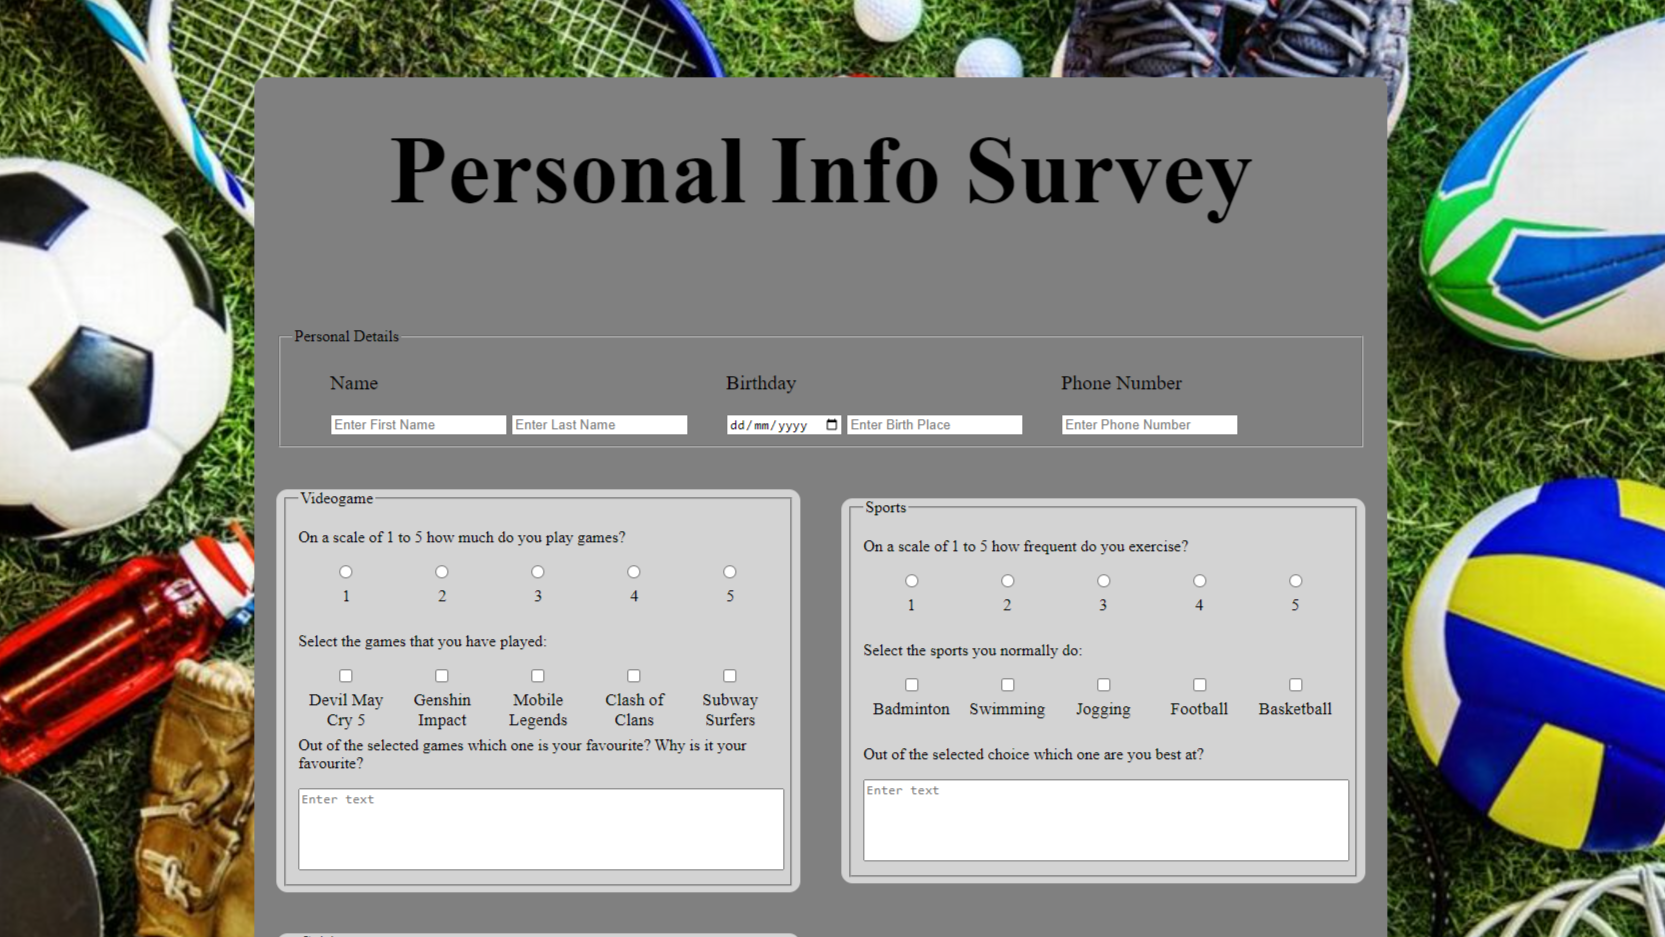 Personal Info Survey
Personal Details
Name Birthday Phone Number
Enter First Name Enter Last Name dd/mm/yyyy Enter Birth Place Enter Phone Number
Videogame
On a scale of 1 to 5 how much do you play games?
1 2 3 4 5
Select the games that you have played:
Devil May Cry 5
Genshin Impact
Mobile Legends
Clash of Clans
Subway Surfers
Out of the selected games which one is your favourite? Why is it your
favourite?
Enter text
Sports
On a scale of 1 to 5 how frequent do you exercise?
1 2 3 4 5
Select the sports you normally do:
Badminton Swimming Jogging Football Basketball
Out of the selected choice which one are you best at?
Enter text